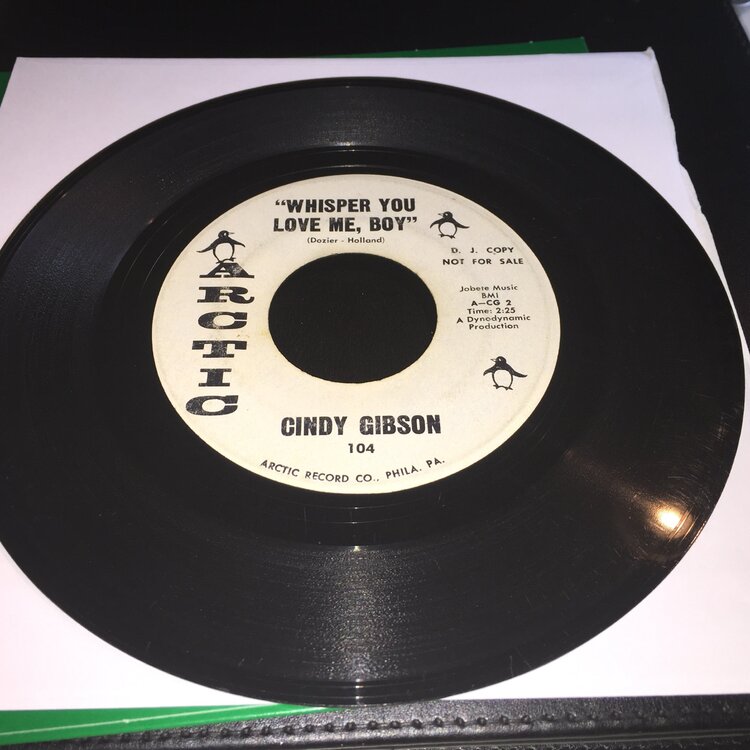 "WHISPER YOU
LOVE ME, BOY"
(Dozier - Holland)
D. J. COPY
NOT FOR SALE
ARCTIC
Jobete Music
BMI
A-CG 2
Time: 2:25
A Dynodynamic
Production
CINDY GIBSON
104
ARCTIC RECORD CO., PHILA, PA.